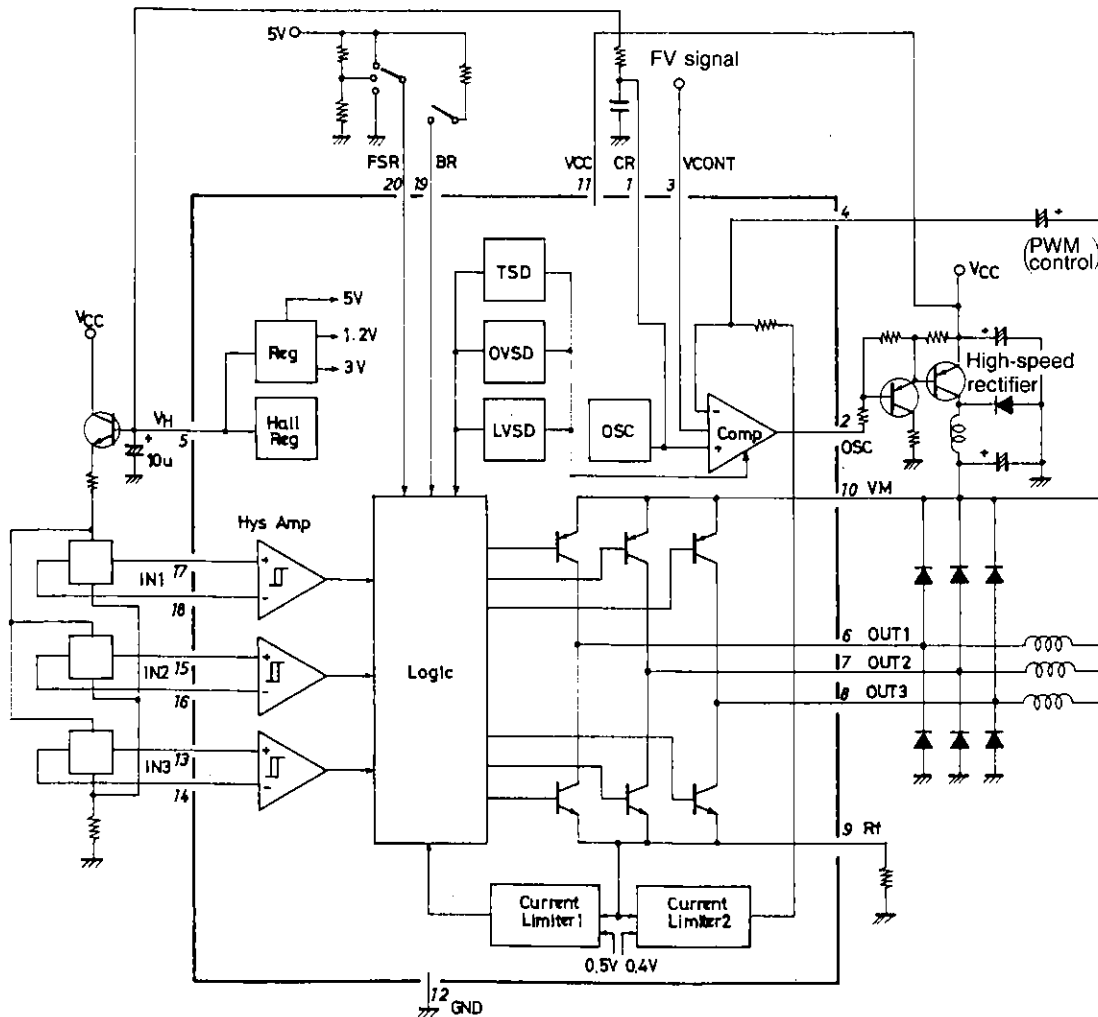 5V
FV signal
FSR
20
BR
19
VCC
11
CR
1
VCONT
3
4
(PWM control)
VCC
High-speed rectifier
TSD
OVSD
LVSD
5V
1.2V
3V
Reg
Hall Reg
VCC
VH
5
+
10u
OSC
-
+
Comp
2
OSC
10 VM
Hys Amp
IN1
17
18
+
-
IN2
15
16
+
-
IN3
13
14
+
-
Logic
6 OUT1
7 OUT2
8 OUT3
9 Rf
Current Limiter1
Current Limiter2
0.5V 0.4V
12 GND